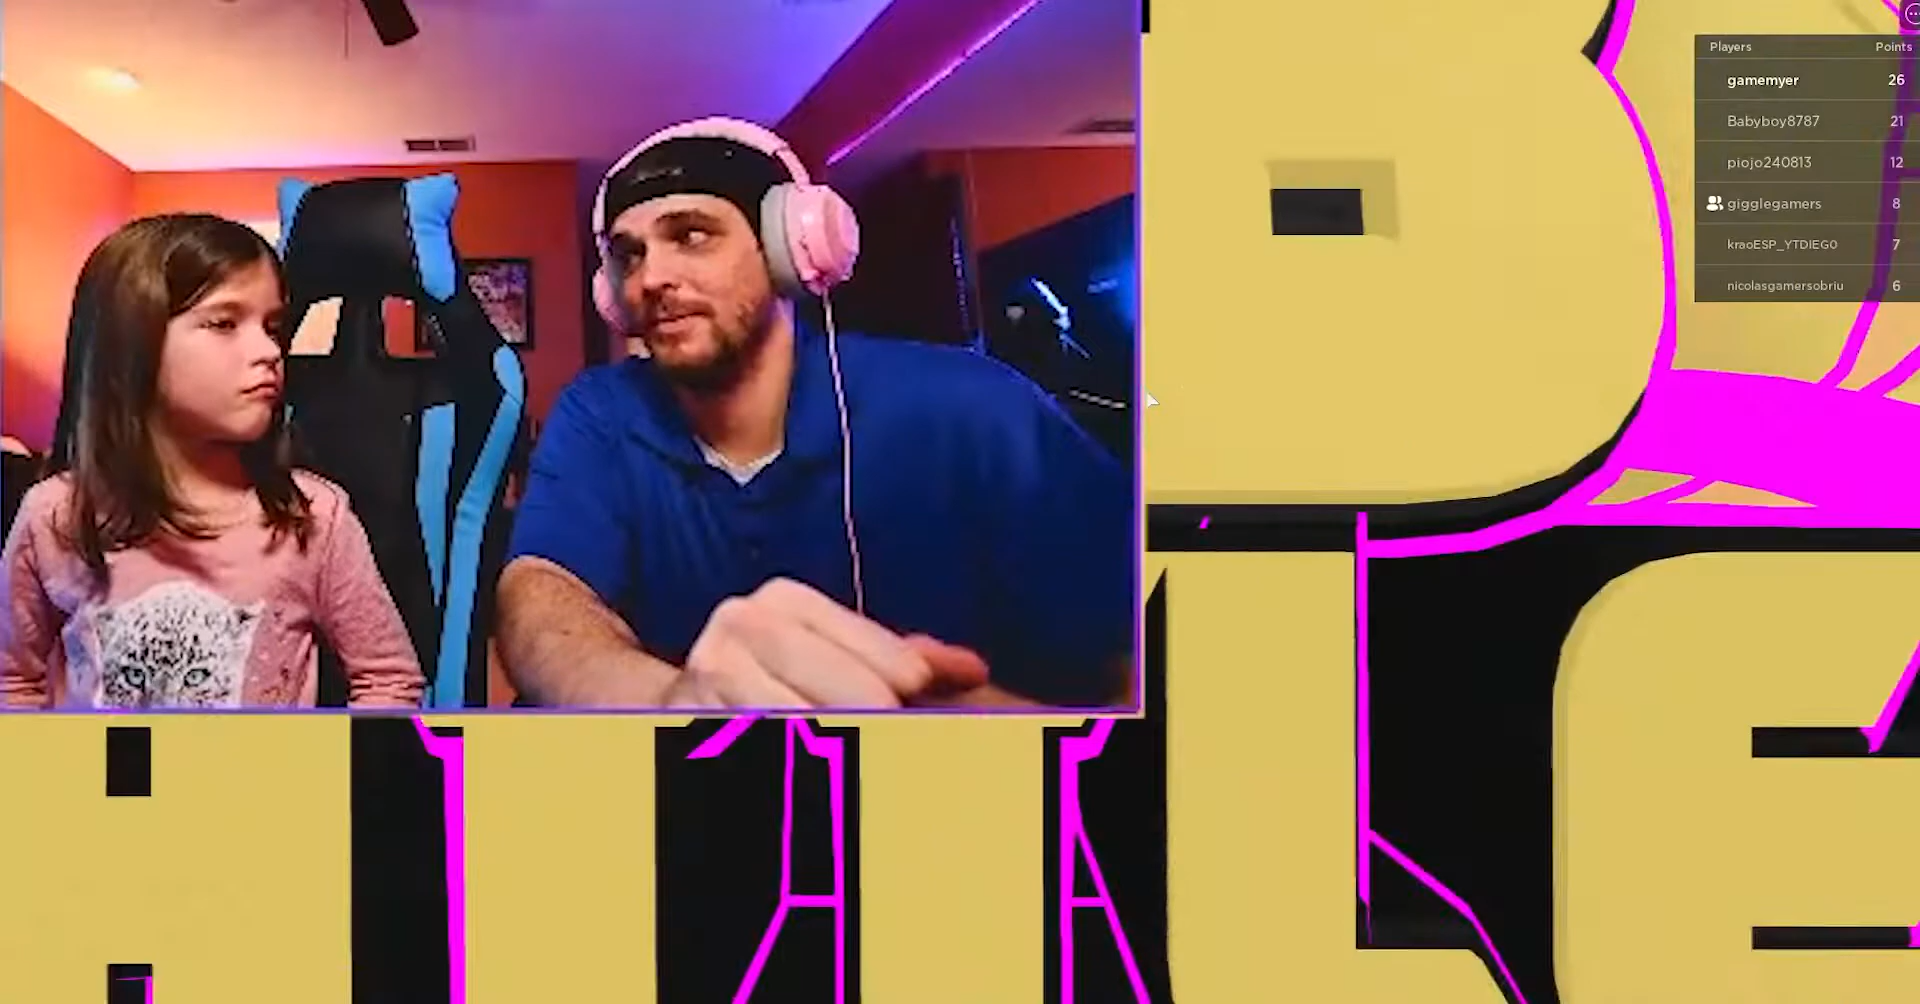 Players Points
gamemyer 26
Babyboy8787 21
piojo240813 12
gigglegamers 8
kraoESP_YTDIEGO 7
nicolasgamersobriu 6